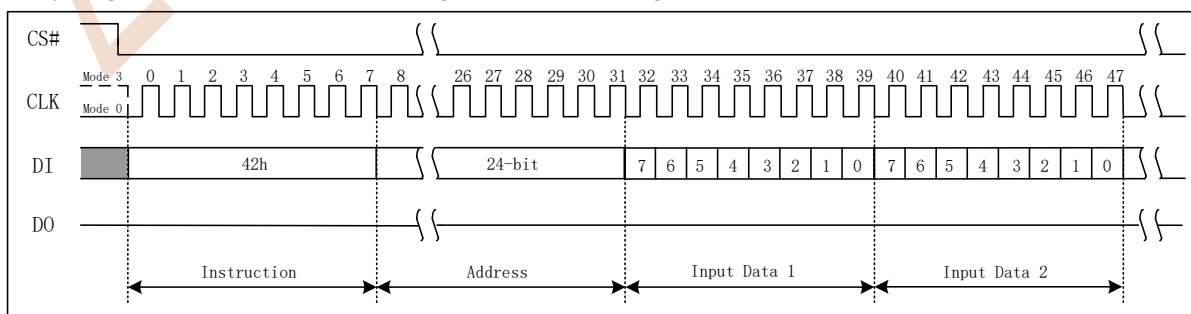 CS#
Mode 3 0 1 2 3 4 5 6 7 8 26 27 28 29 30 31 32 33 34 35 36 37 38 39 40 41 42 43 44 45 46 47
CLK
Mode 0
DI 42h 24-bit 7 6 5 4 3 2 1 0 7 6 5 4 3 2 1 0
DO
Instruction Address Input Data 1 Input Data 2